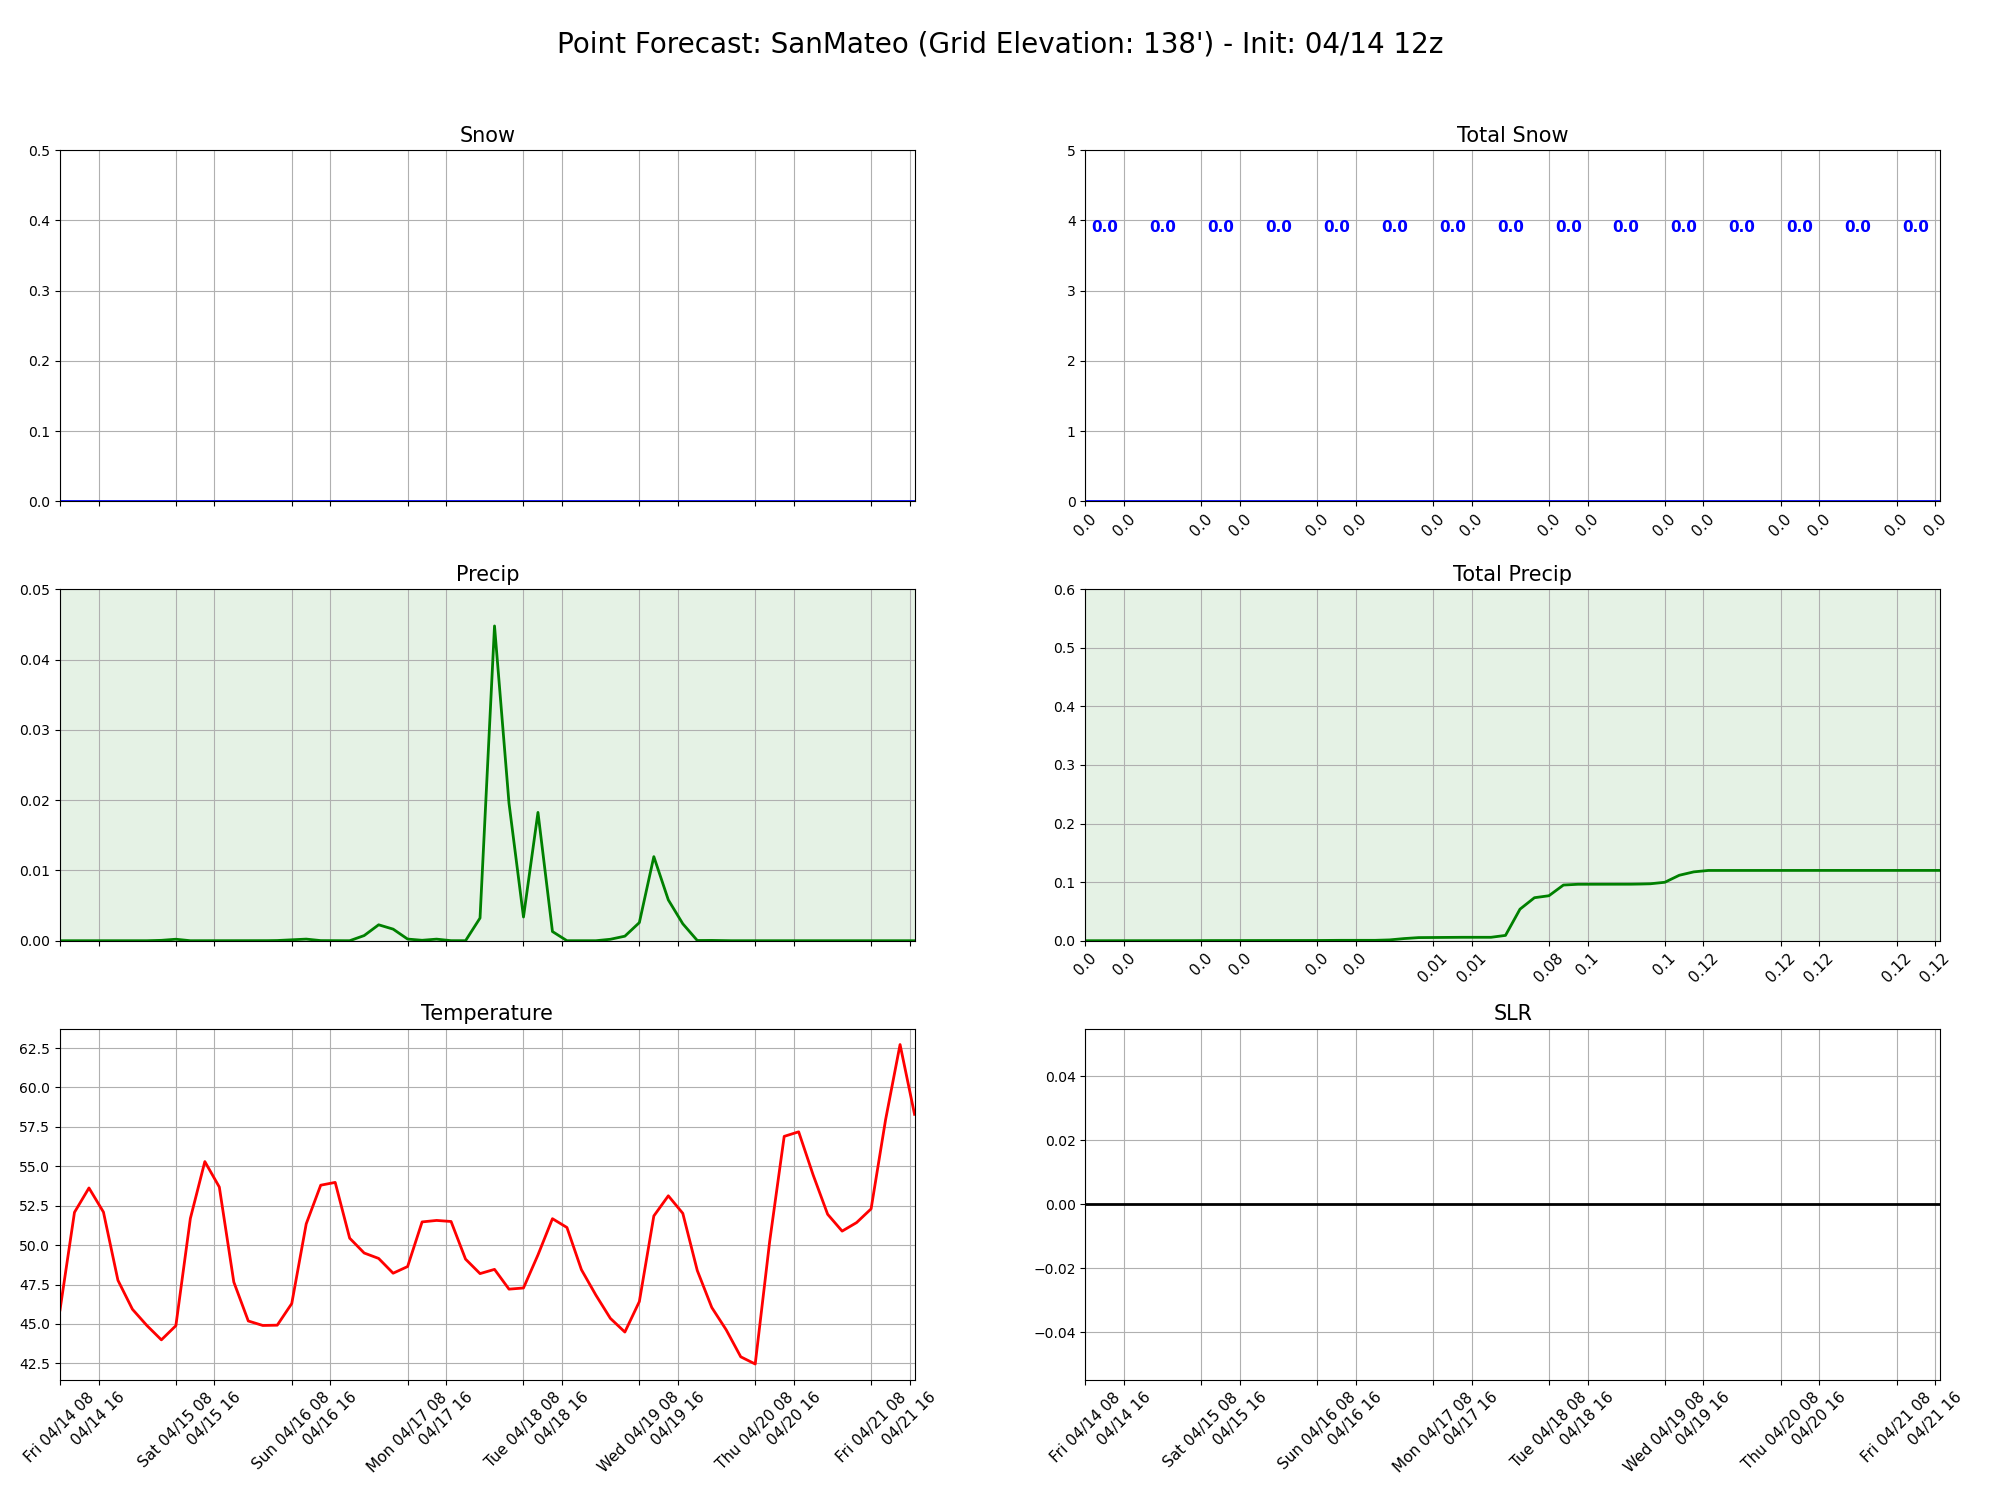 Point Forecast: SanMateo (Grid Elevation: 138') - Init: 04/14 12z
Snow
0.5
0.4
0.3
0.2
0.1
0.0
Total Snow
5
4
3
2
1
0
0.0 0.0 0.0 0.0 0.0 0.0 0.0 0.0 0.0 0.0 0.0 0.0 0.0 0.0 0.0
0.0 0.0 0.0 0.0 0.0 0.0 0.0 0.0 0.0 0.0 0.0 0.0 0.0 0.0 0.0 0.0
Precip
0.05
0.04
0.03
0.02
0.01
0.00
Total Precip
0.6
0.5
0.4
0.3
0.2
0.1
0.0
0.0 0.0 0.0 0.0 0.0 0.0 0.01 0.01 0.08 0.1 0.1 0.12 0.12 0.12 0.12 0.12
Temperature
62.5
60.0
57.5
55.0
52.5
50.0
47.5
45.0
42.5
Fri 04/14 08
04/14 16
Sat 04/15 08
04/15 16
Sun 04/16 08
04/16 16
Mon 04/17 08
04/17 16
Tue 04/18 08
04/18 16
Wed 04/19 08
04/19 16
Thu 04/20 08
04/20 16
Fri 04/21 08
04/21 16
SLR
0.04
0.02
0.00
−0.02
−0.04
Fri 04/14 08
04/14 16
Sat 04/15 08
04/15 16
Sun 04/16 08
04/16 16
Mon 04/17 08
04/17 16
Tue 04/18 08
04/18 16
Wed 04/19 08
04/19 16
Thu 04/20 08
04/20 16
Fri 04/21 08
04/21 16